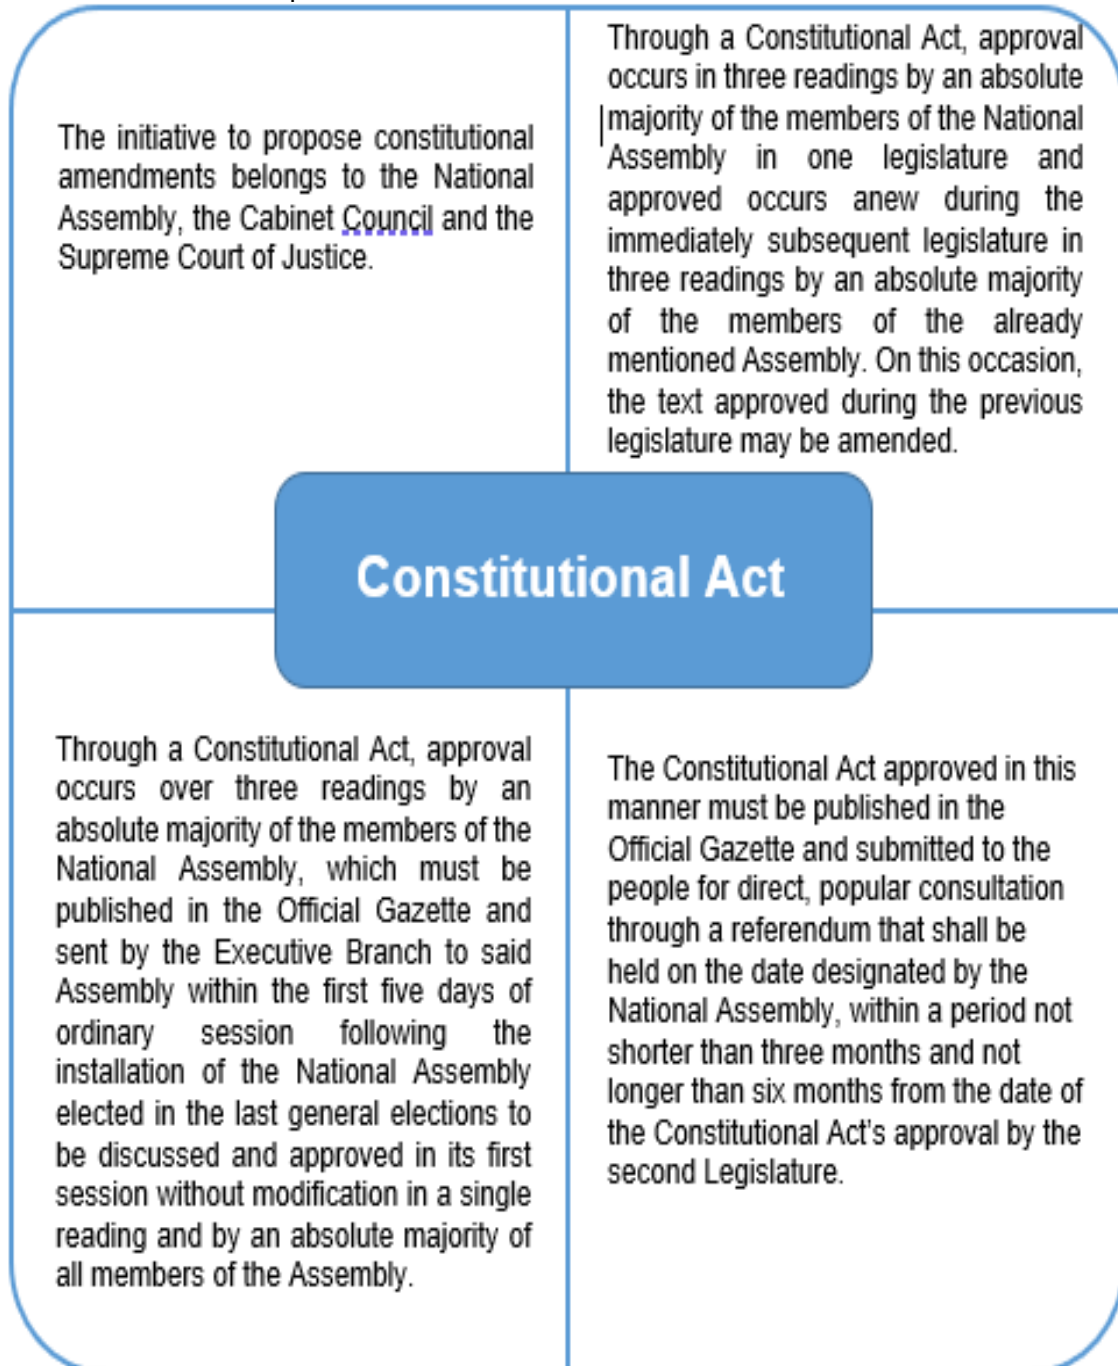 The initiative to propose constitutional
amendments belongs to the National
Assembly, the Cabinet Council and the
Supreme Court of Justice.
Through a Constitutional Act, approval
occurs in three readings by an absolute
majority of the members of the National
Assembly in one legislature and
approved occurs anew during the
immediately subsequent legislature in
three readings by an absolute majority
of the members of the already
mentioned Assembly. On this occasion,
the text approved during the previous
legislature may be amended.
Constitutional Act
Through a Constitutional Act, approval
occurs over three readings by an
absolute majority of the members of the
National Assembly, which must be
published in the Official Gazette and
sent by the Executive Branch to said
Assembly within the first five days of
ordinary session following the
installation of the National Assembly
elected in the last general elections to
be discussed and approved in its first
session without modification in a single
reading and by an absolute majority of
all members of the Assembly.
The Constitutional Act approved in this
manner must be published in the
Official Gazette and submitted to the
people for direct, popular consultation
through a referendum that shall be
held on the date designated by the
National Assembly, within a period not
shorter than three months and not
longer than six months from the date of
the Constitutional Act's approval by the
second Legislature.